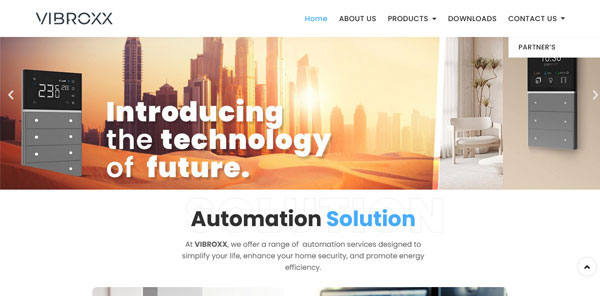 VIBROXX
Home
ABOUT US
PRODUCTS
DOWNLOADS
CONTACT US
PARTNER'S
Introducing
the technology
of future.
SOLUTION
Automation Solution
At VIBROXX, we offer a range of automation services designed to
simplify your life, enhance your home security, and promote energy
efficiency.